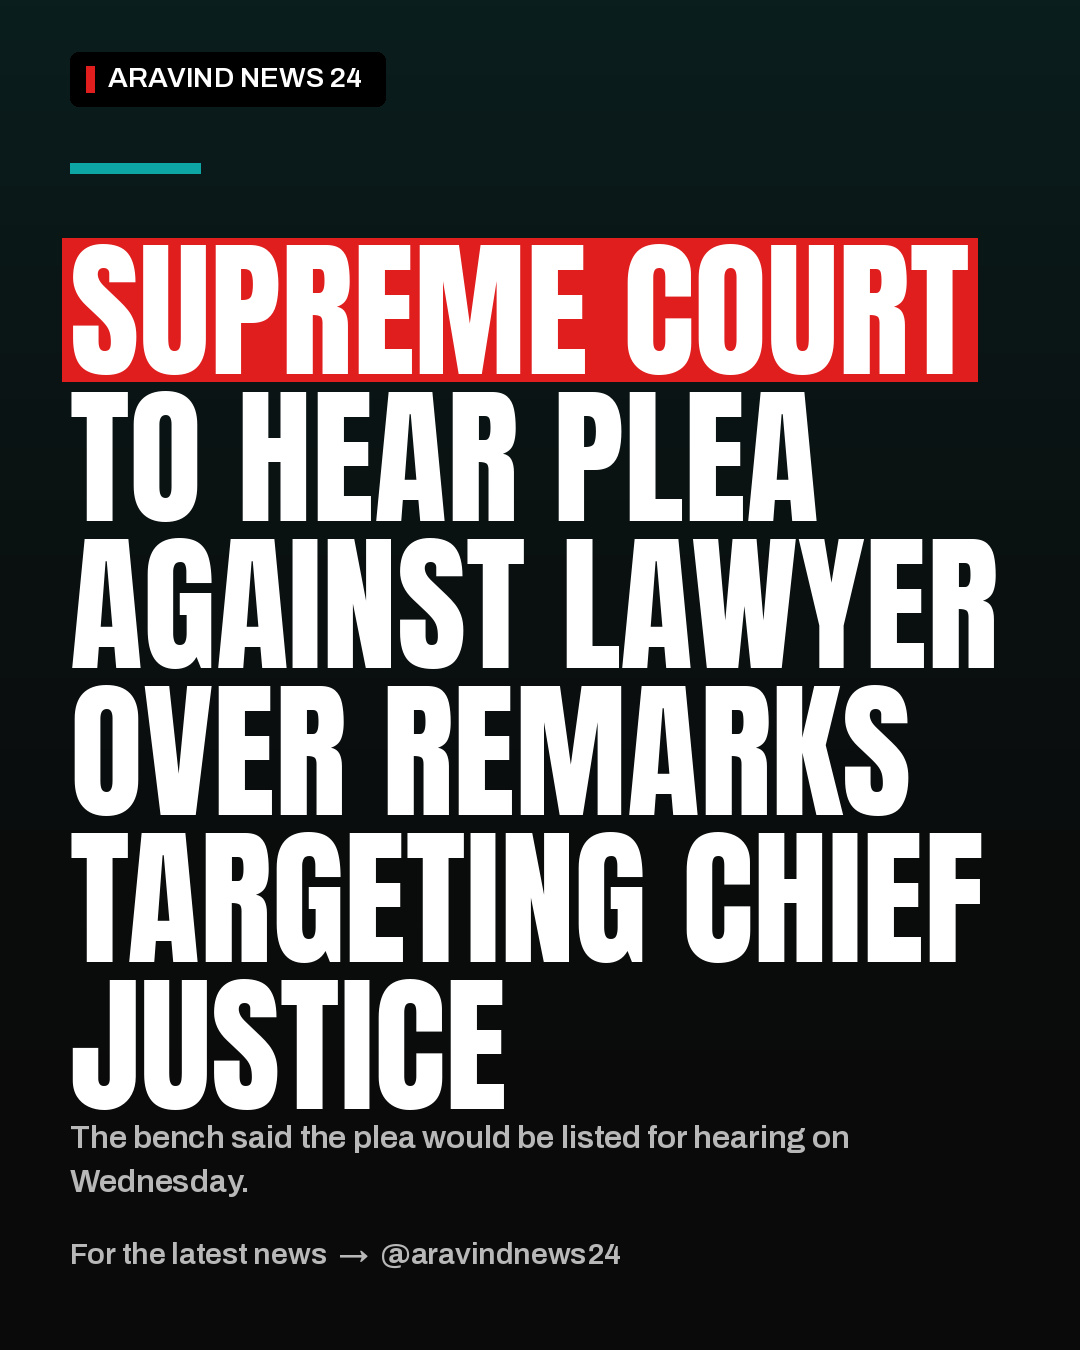 ARAVIND NEWS 24
SUPREME COURT
TO HEAR PLEA
AGAINST LAWYER
OVER REMARKS
TARGETING CHIEF
JUSTICE
The bench said the plea would be listed for hearing on
Wednesday.
For the latest news → @aravindnews24